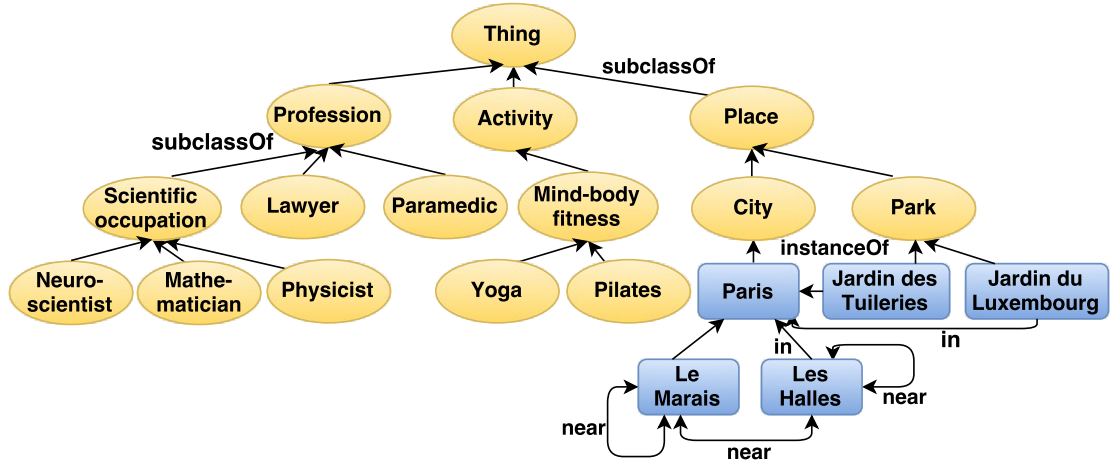 Thing
subclassOf
Profession
Activity
Place
subclassOf
Scientific
occupation
Lawyer
Paramedic
Mind-body
fitness
City
Park
instanceOf
Neuro-
scientist
Mathe-
matician
Physicist
Yoga
Pilates
Paris
Jardin des
Tuileries
Jardin du
Luxembourg
in
in
Le
Marais
Les
Halles
near
near
near